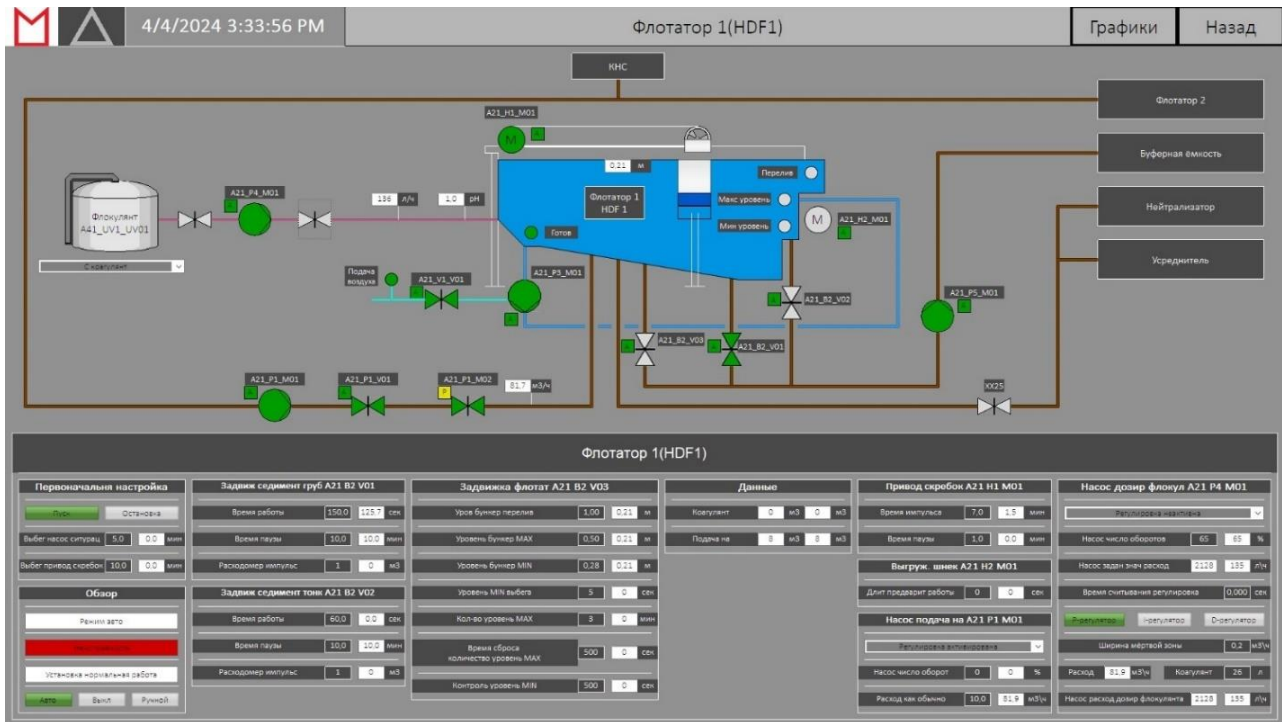 4/4/2024 3:33:56 PM
Флотатор 1(HDF1)
Графики
Назад
КНС
Флотатор 2
A21_H1_M01
M
A
0,21 м
Перелив
Буферная ёмкость
Флокулянт
A41_UV1_UV01
A21_P4_M01
A
136 л/ч
1,0 pH
Флотатор 1
HDF 1
Макс уровень
Мин уровень
M
A21_H2_M01
A
Нейтрализатор
Готов
С коагулянт
Подача
воздуха
A21_V1_V01
A
A21_P3_M01
A
A21_B2_V02
A
A21_P5_M01
A
Усреднитель
A21_B2_V03
A
A21_B2_V01
A21_P1_M01
A
A21_P1_V01
A21_P1_M02
P
81,7 м3/ч
XX25
Флотатор 1(HDF1)
Первоначальня настройка
Пуск
Остановка
Выбег насос ситурац 5,0 0,0 мин
Выбег привод скребок 10,0 0,0 мин
Обзор
Режим авто
Установка нормальная работа
Авто
Выкл
Ручной
Задвиж седимент груб A21 B2 V01
Время работы 150,0 125,7 сек
Время паузы 10,0 10,0 мин
Расходомер импульс 1 0 м3
Задвиж седимент тонк A21 B2 V02
Время работы 60,0 0,0 сек
Время паузы 10,0 10,0 мин
Расходомер импульс 1 0 м3
Задвижка флотат A21 B2 V03
Уров бункер перелив 1,00 0,21 м
Уровень бункер MAX 0,50 0,21 м
Уровень бункер MIN 0,28 0,21 м
Уровень MIN выбега 5 0 сек
Кол-во уровень MAX 3 0 мин
Время сброса
количество уровень MAX 500 0 сек
Контроль уровень MIN 500 0 сек
Данные
Коагулянт 0 м3 0 м3
Подача на 8 м3 8 м3
Привод скребок A21 H1 M01
Время импульса 7,0 1,5 мин
Время паузы 1,0 0,0 мин
Выгруж. шнек A21 H2 M01
Длит предварит работы 0 0 сек
Насос подача на A21 P1 M01
Регулировка активирована
Насос число оборот 0 0 %
Расход как обычно 10,0 81,9 м3\ч
Насос дозир флокул A21 P4 M01
Регулировка неактивна
Насос число оборотов 65 65 %
Насос задан знач расход 2128 135 л\ч
Время считывания регулировка 0,000 сек
P-регулятор
I-регулятор
D-регулятор
Ширина мёртвой зоны 0,2 м3\ч
Расход 81,9 м3\ч Коагулянт 26 л
Насос расход дозир флокулянта 2128 135 л\ч